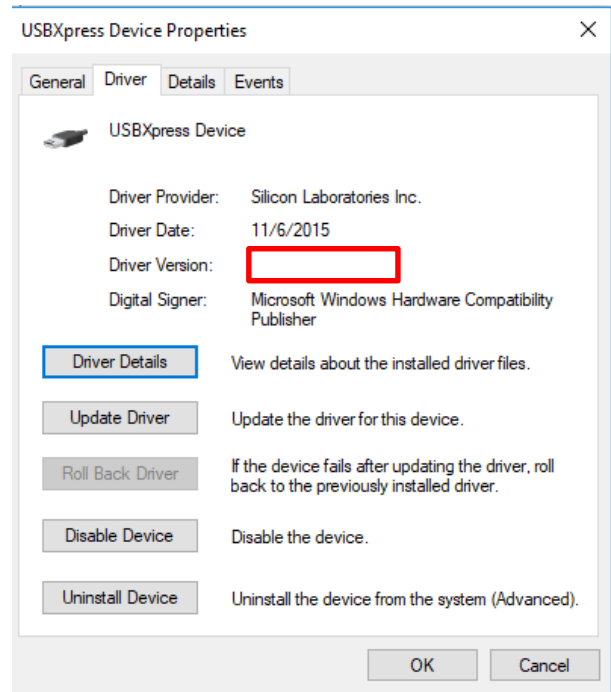 USBXpress Device Properties
General Driver Details Events
USBXpress Device
Driver Provider: Silicon Laboratories Inc.
Driver Date: 11/6/2015
Driver Version:
Digital Signer: Microsoft Windows Hardware Compatibility
Publisher
Driver Details View details about the installed driver files.
Update Driver Update the driver for this device.
Roll Back Driver If the device fails after updating the driver, roll
back to the previously installed driver.
Disable Device Disable the device.
Uninstall Device Uninstall the device from the system (Advanced).
OK Cancel